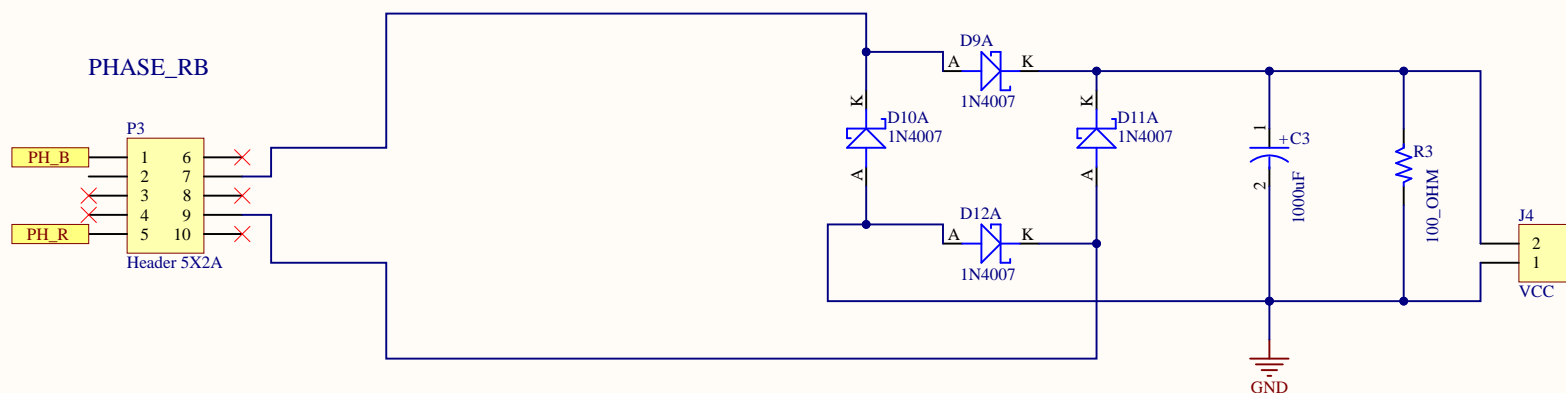 PHASE_RB
P3
PH_B
PH_R
1 6
2 7
3 8
4 9
5 10
Header 5X2A
D9A
A K
1N4007
K
D10A
1N4007
A
K
D11A
1N4007
A
D12A
A K
1N4007
1
+C3
2
1000uF
R3
100_OHM
J4
2
1
VCC
GND